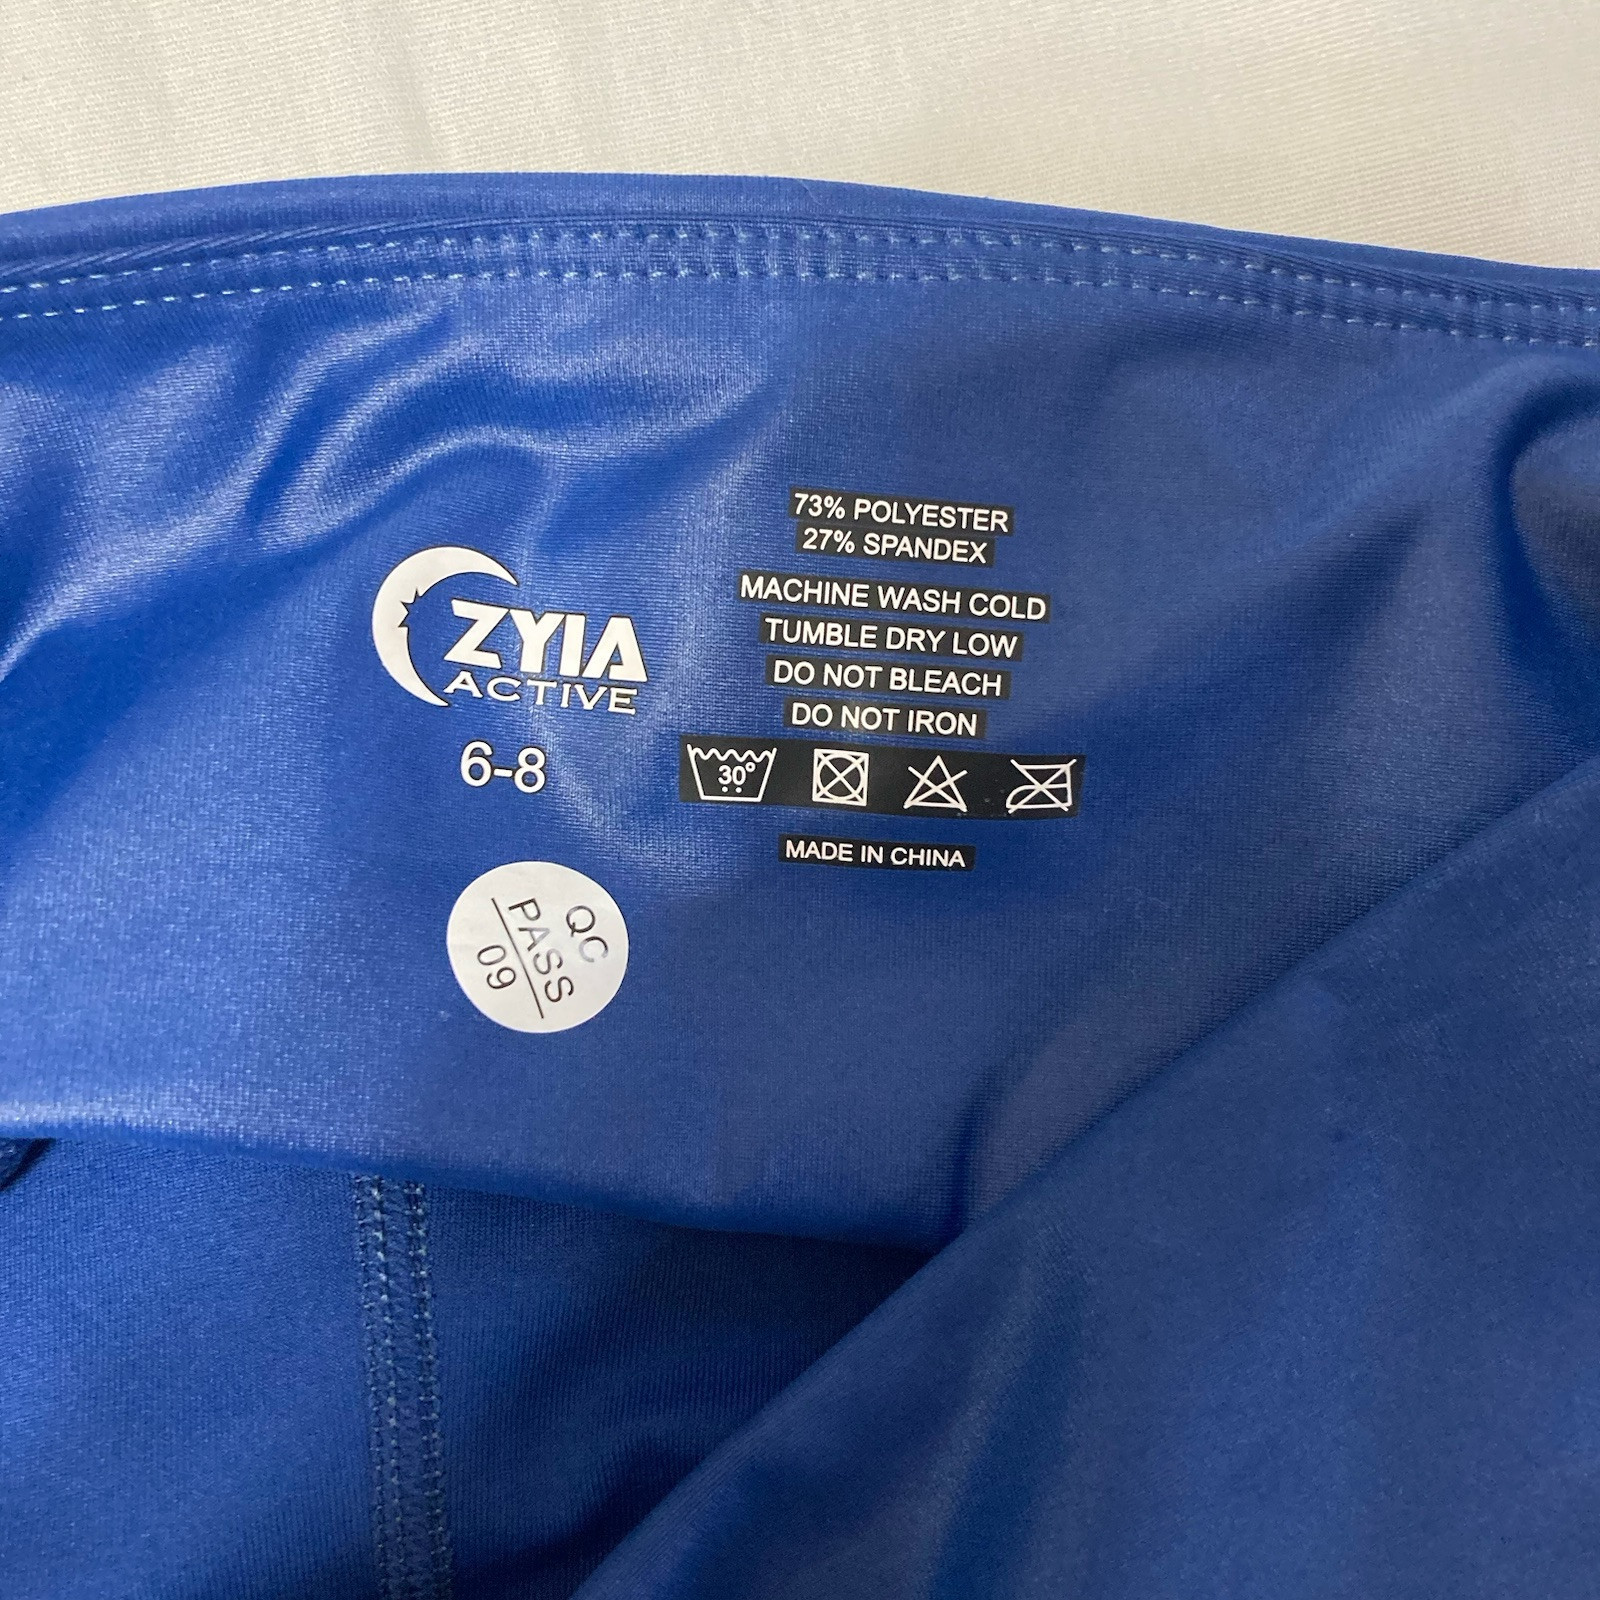 ZYIA
ACTIVE
6-8
73% POLYESTER
27% SPANDEX
MACHINE WASH COLD
TUMBLE DRY LOW
DO NOT BLEACH
DO NOT IRON
30°
MADE IN CHINA
QC
PASS
09